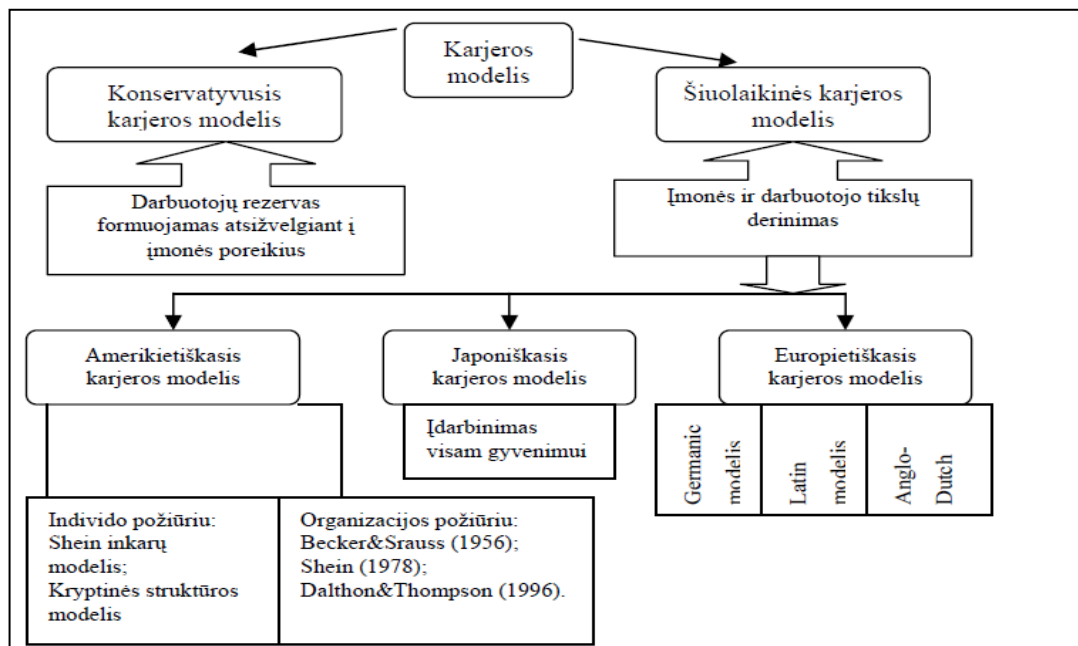 Karjeros
modelis
Konservatyvusis
karjeros modelis
Šiuolaikinės karjeros
modelis
Darbuotojų rezervas
formuojamas atsižvelgiant į
įmonės poreikius
Įmonės ir darbuotojo tikslų
derinimas
Amerikietiškasis
karjeros modelis
Japoniškasis
karjeros modelis
Europietiškasis
karjeros modelis
Įdarbinimas
visam gyvenimui
Germanic
modelis
Latin
modelis
Anglo-
Dutch
Individo požiūriu:
Shein inkarų
modelis;
Kryptinės struktūros
modelis
Organizacijos požiūriu:
Becker&Srauss (1956);
Shein (1978);
Dalthon&Thompson (1996).